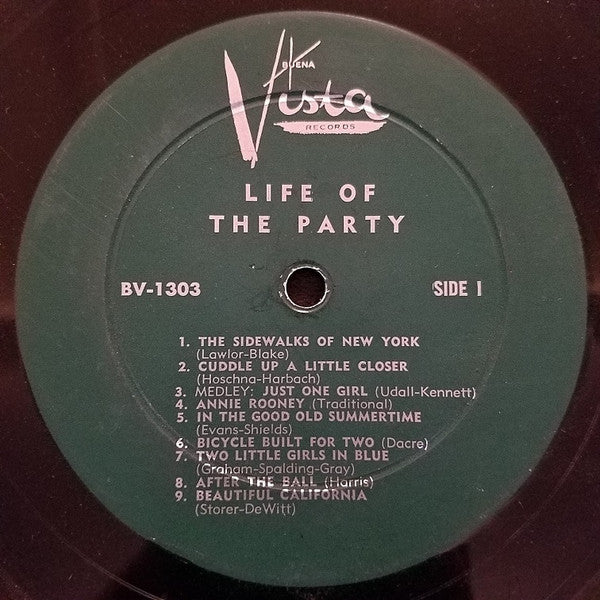 BUENA
Vista
RECORDS
LIFE OF
THE PARTY
BV-1303
SIDE 1
1. THE SIDEWALKS OF NEW YORK
(Lawlor-Blake)
2. CUDDLE UP A LITTLE CLOSER
(Hoschna-Harbach)
3. MEDLEY: JUST ONE GIRL (Udall-Kennett)
4. ANNIE ROONEY (Traditional)
5. IN THE GOOD OLD SUMMERTIME
(Evans-Shields)
6. BICYCLE BUILT FOR TWO (Dacre)
7. TWO LITTLE GIRLS IN BLUE
(Graham-Spalding-Gray)
8. AFTER THE BALL (Harris)
9. BEAUTIFUL CALIFORNIA
(Storer-DeWitt)